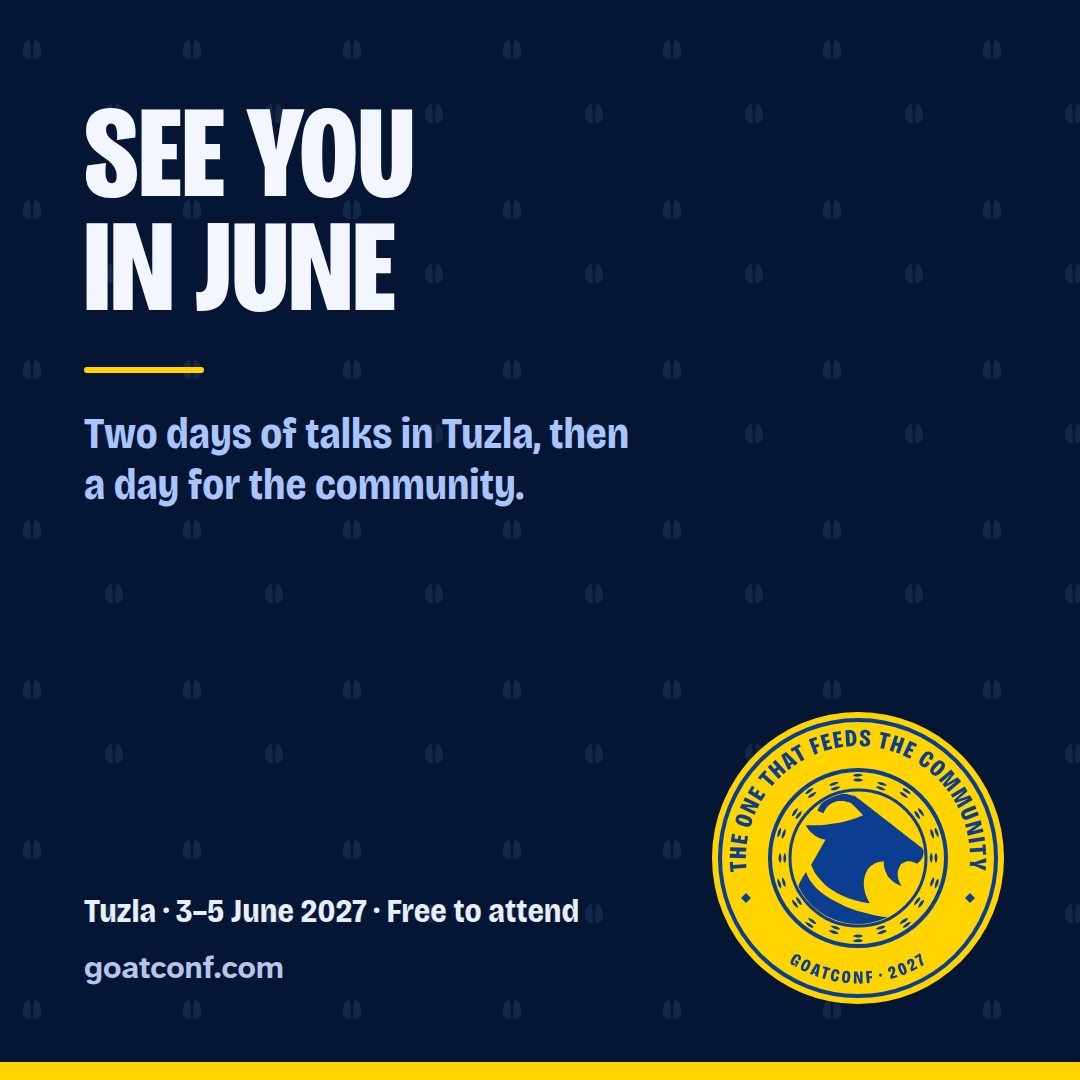 SEE YOU
IN JUNE
Two days of talks in Tuzla, then
a day for the community.
Tuzla · 3–5 June 2027 · Free to attend
goatconf.com
THE ONE THAT FEEDS THE COMMUNITY
GOATCONF · 2027